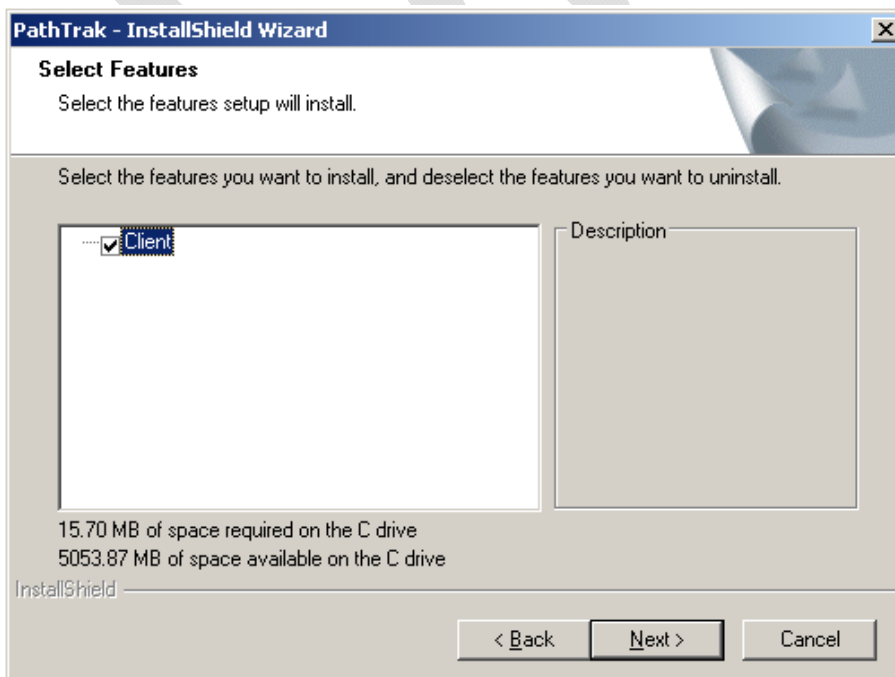 PathTrak - InstallShield Wizard
Select Features
Select the features setup will install.
Select the features you want to install, and deselect the features you want to uninstall.
Client
Description
15.70 MB of space required on the C drive
5053.87 MB of space available on the C drive
InstallShield
< Back Next > Cancel